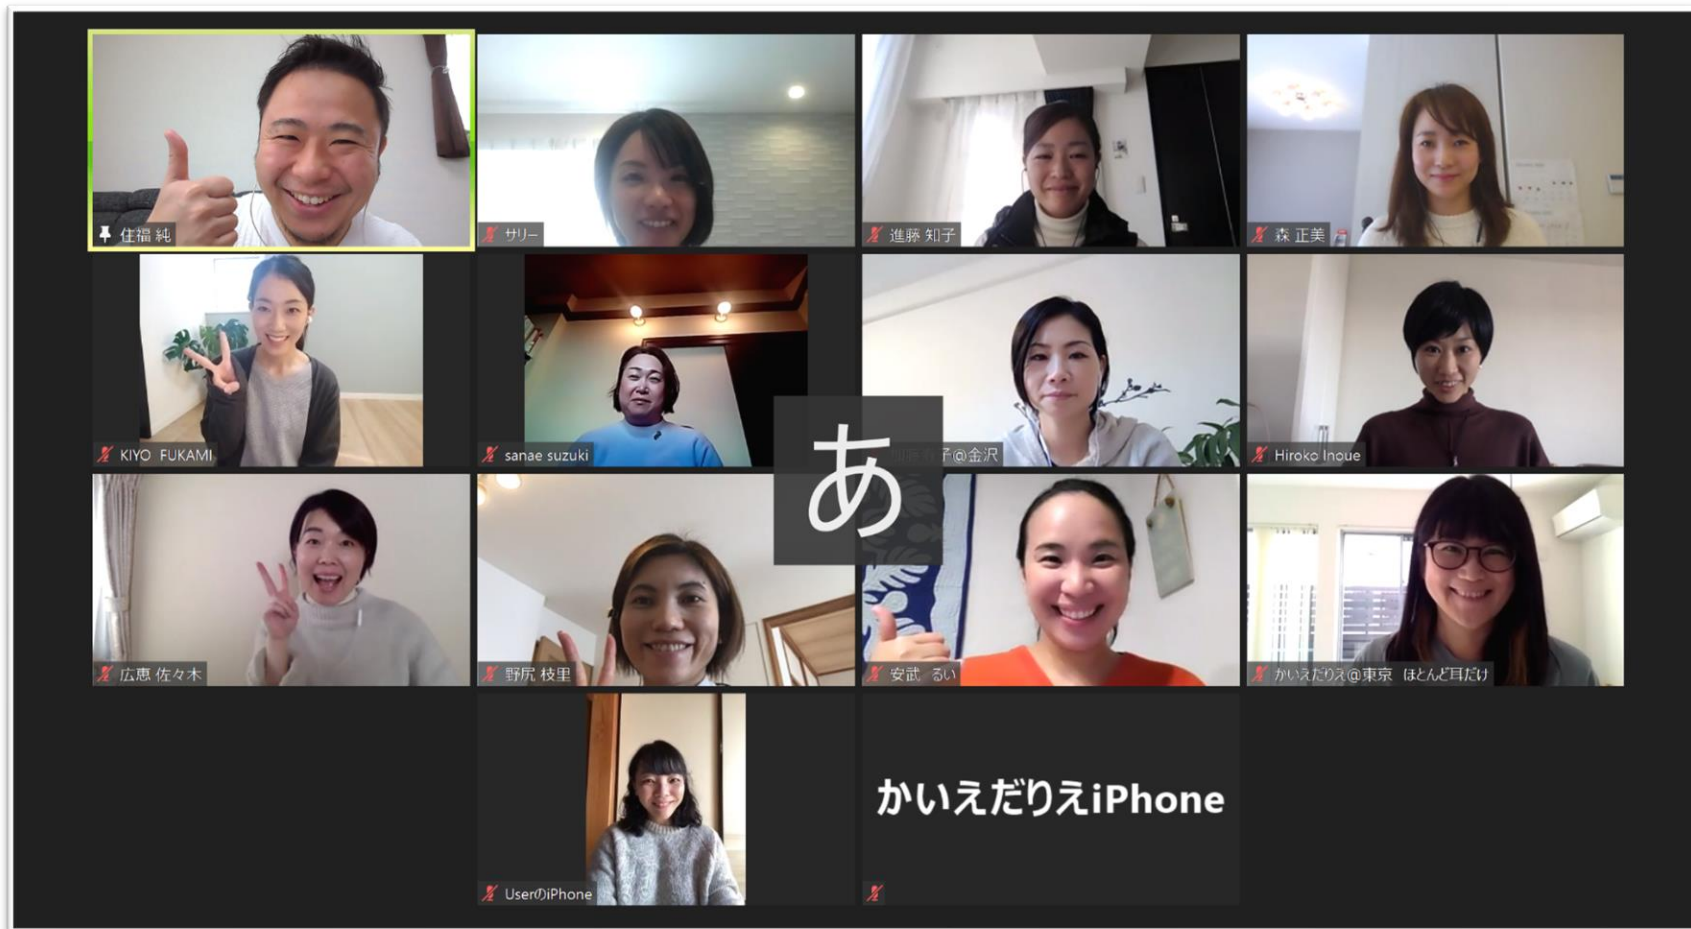 住福 純
サリー
進藤 知子
森 正美
KIYO FUKAMI
sanae suzuki
子@金沢
Hiroko Inoue
あ
広恵 佐々木
野尻 枝里
安武 るい
かいえだりえ@東京 ほとんど耳だけ
UserのiPhone
かいえだりえiPhone